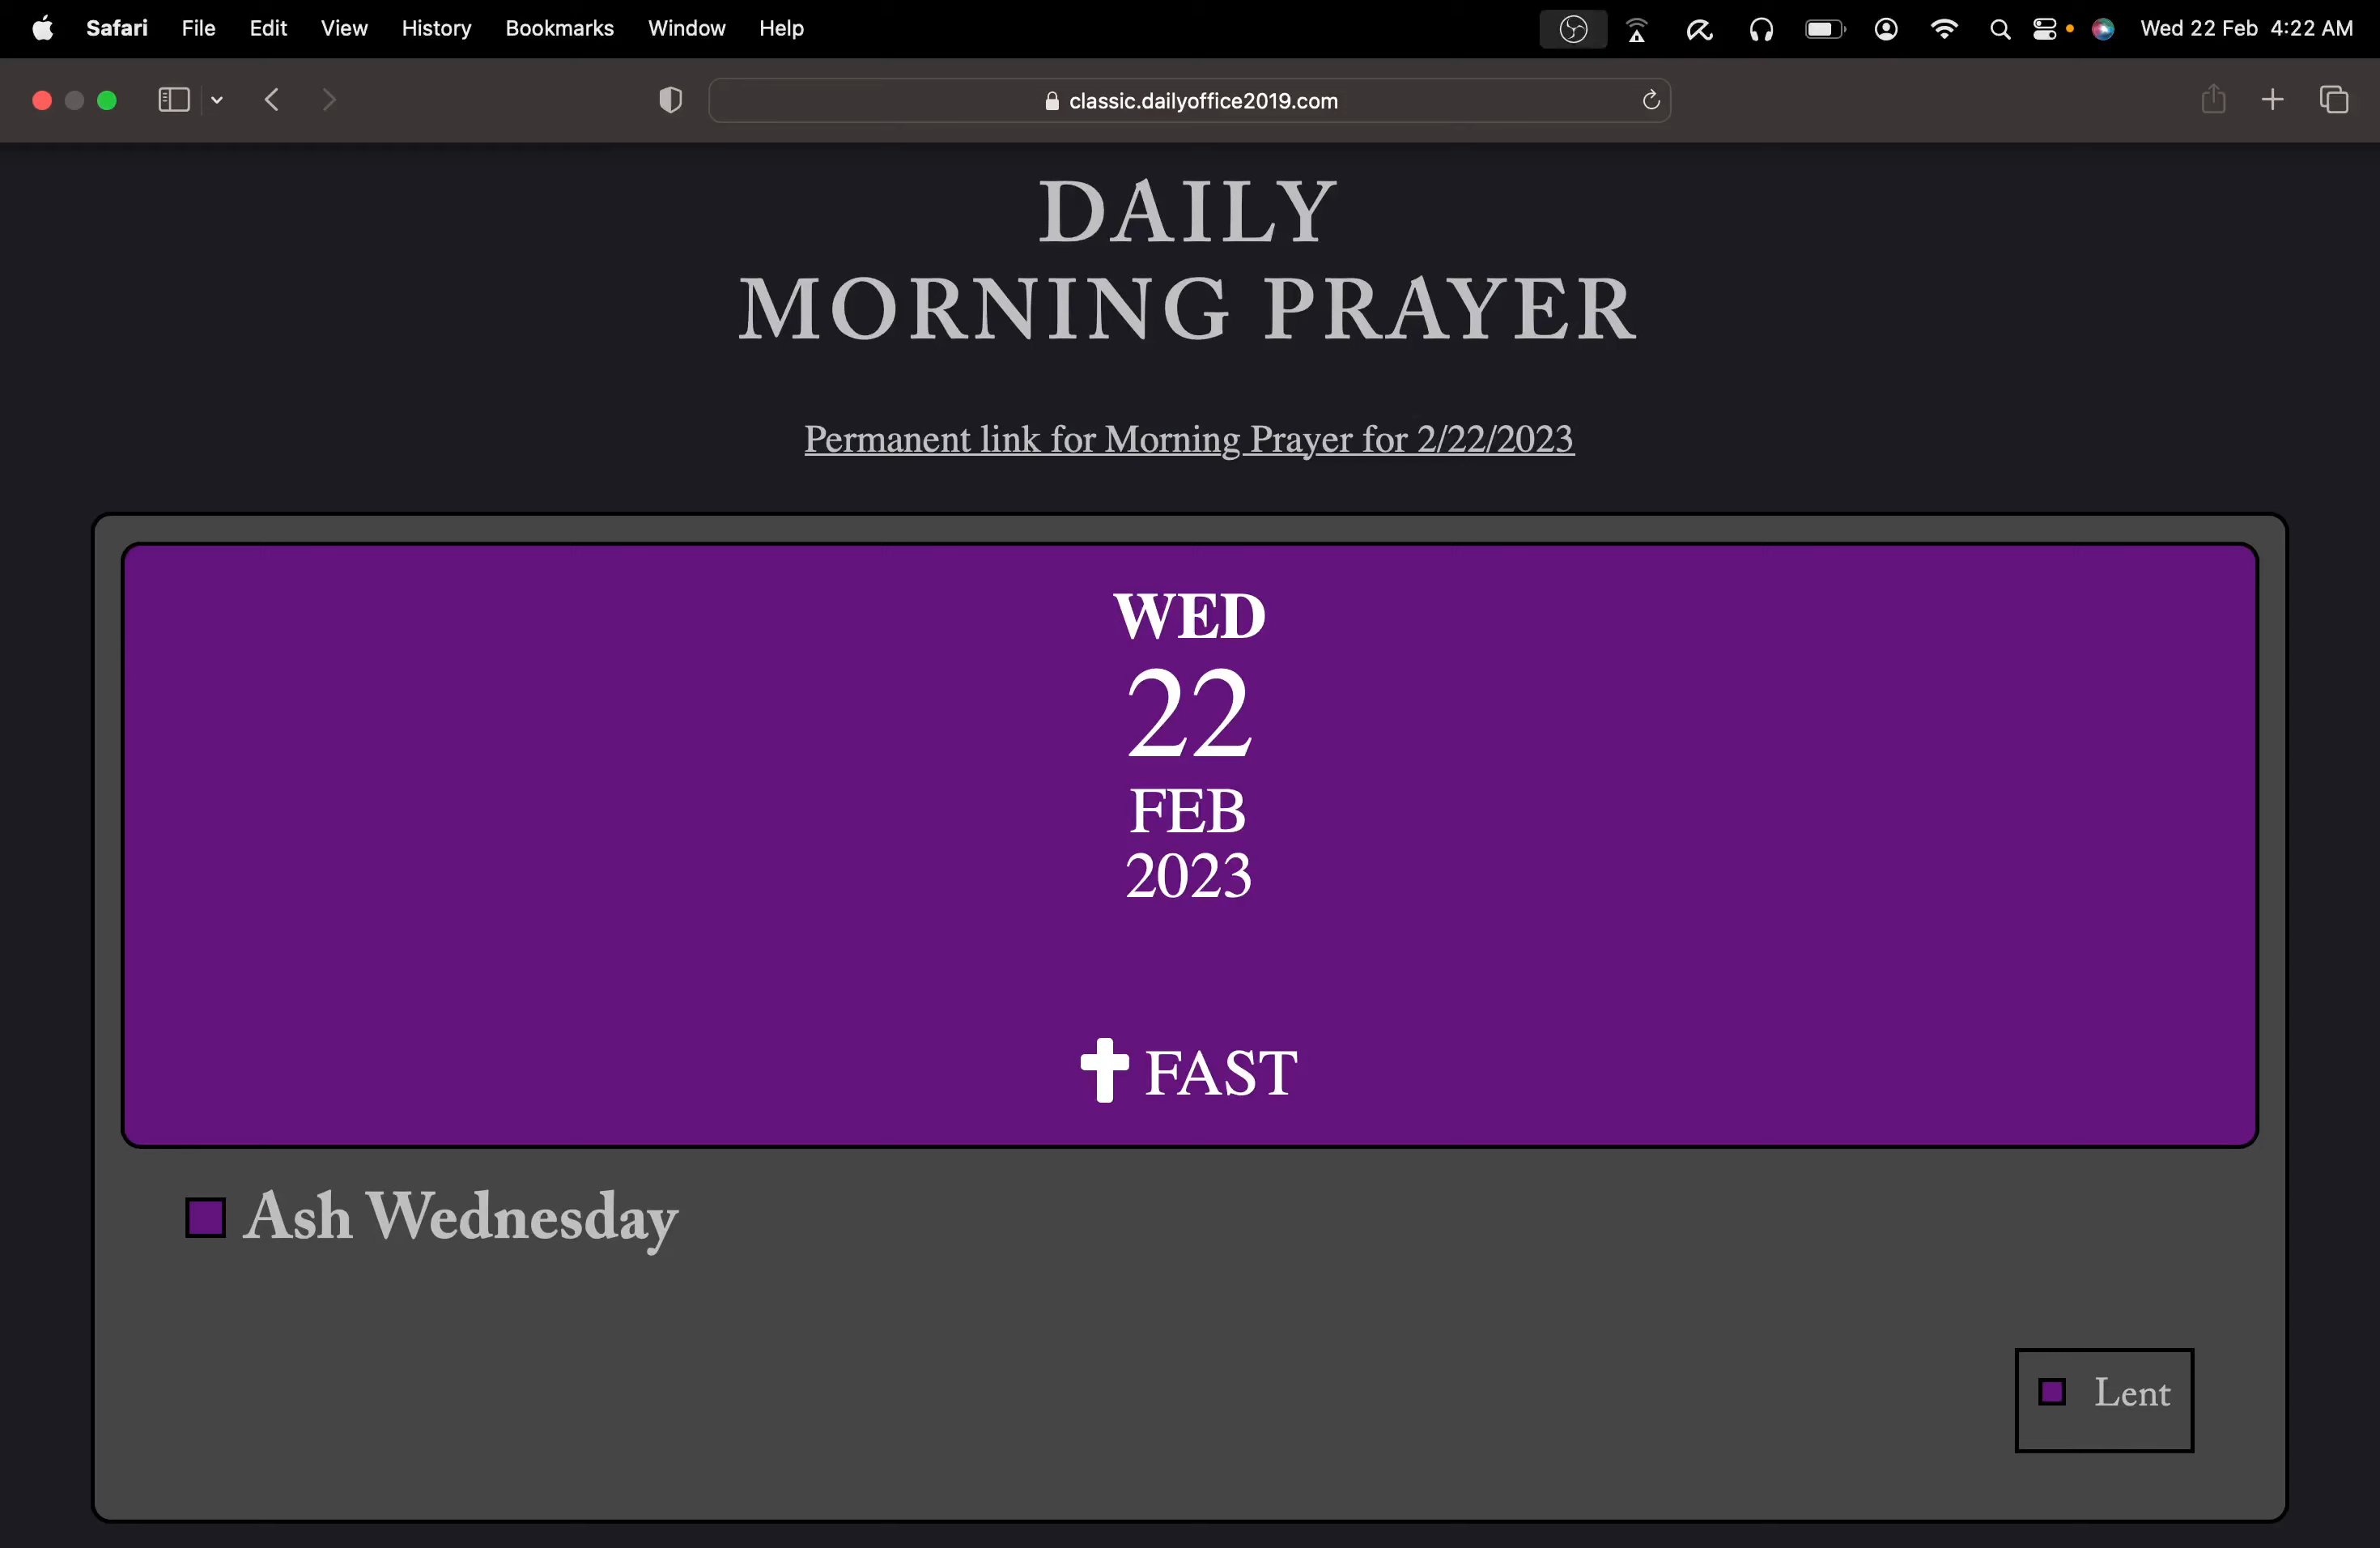 Safari File Edit View History Bookmarks Window Help Wed 22 Feb 4:22 AM
classic.dailyoffice2019.com
DAILY
MORNING PRAYER
Permanent link for Morning Prayer for 2/22/2023
WED
22
FEB
2023
FAST
Ash Wednesday
Lent